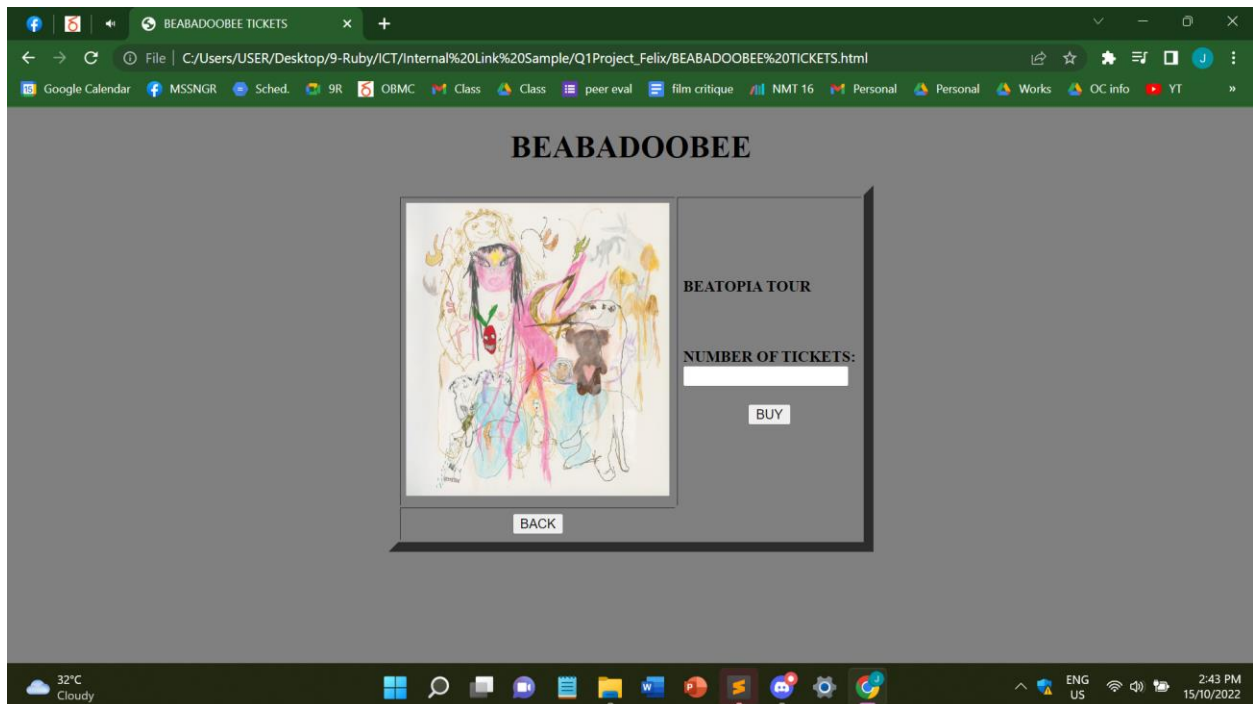 BEABADOOBEE TICKETS
File | C:/Users/USER/Desktop/9-Ruby/ICT/Internal%20Link%20Sample/Q1Project_Felix/BEABADOOBEE%20TICKETS.html
J
15 Google Calendar MSSNGR Sched. 9R OBMC Class Class peer eval film critique NMT 16 Personal Personal Works OC info YT »
BEABADOOBEE
BEATOPIA TOUR
NUMBER OF TICKETS:
BUY
BACK
32°C
Cloudy
ENG
US
2:43 PM
15/10/2022